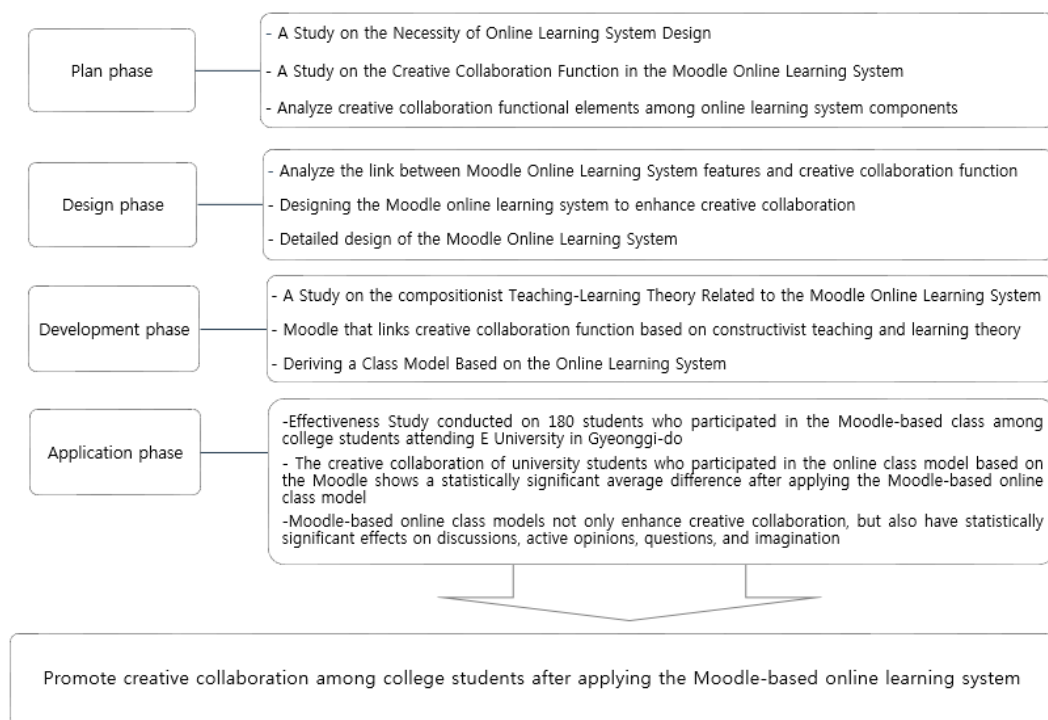 Plan phase
- A Study on the Necessity of Online Learning System Design
- A Study on the Creative Collaboration Function in the Moodle Online Learning System
- Analyze creative collaboration functional elements among online learning system components
Design phase
- Analyze the link between Moodle Online Learning System features and creative collaboration function
- Designing the Moodle online learning system to enhance creative collaboration
- Detailed design of the Moodle Online Learning System
Development phase
- A Study on the compositionist Teaching-Learning Theory Related to the Moodle Online Learning System
- Moodle that links creative collaboration function based on constructivist teaching and learning theory
- Deriving a Class Model Based on the Online Learning System
Application phase
-Effectiveness Study conducted on 180 students who participated in the Moodle-based class among
college students attending E University in Gyeonggi-do
- The creative collaboration of university students who participated in the online class model based on
the Moodle shows a statistically significant average difference after applying the Moodle-based online
class model
-Moodle-based online class models not only enhance creative collaboration, but also have statistically
significant effects on discussions, active opinions, questions, and imagination
Promote creative collaboration among college students after applying the Moodle-based online learning system